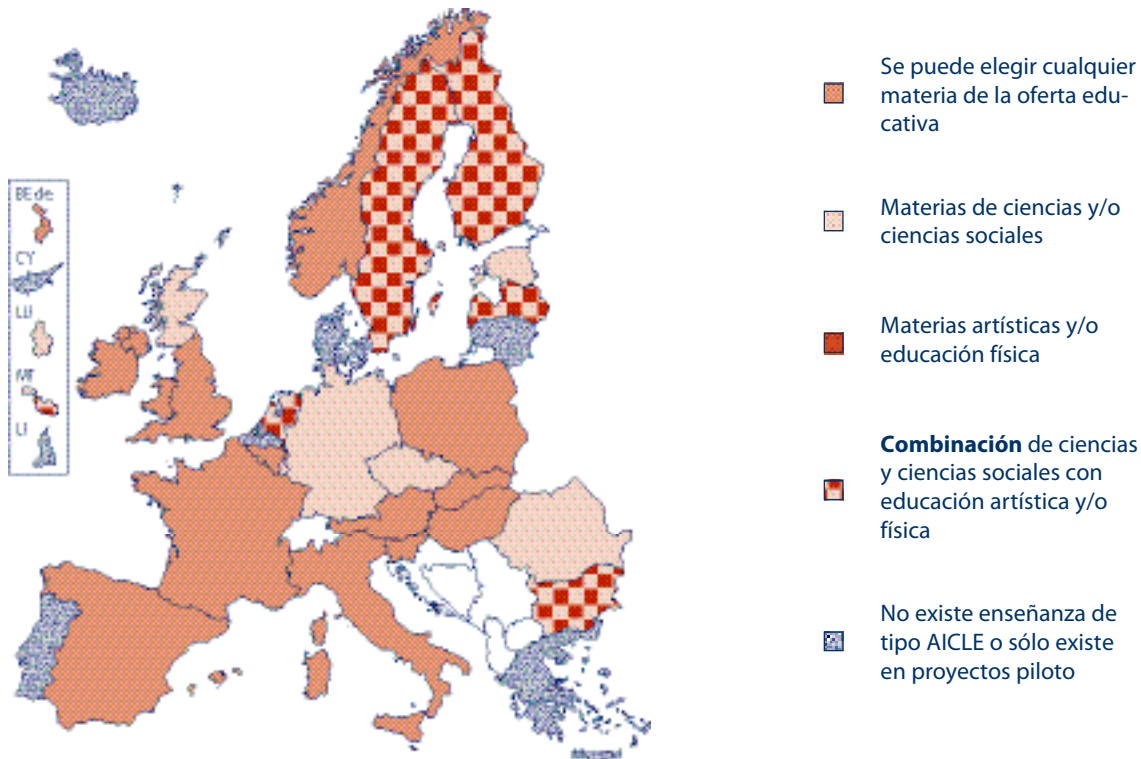 BE de
CY
LU
MT
LI
Se puede elegir cualquier
materia de la oferta edu-
cativa
Materias de ciencias y/o
ciencias sociales
Materias artísticas y/o
educación física
Combinación de ciencias
y ciencias sociales con
educación artística y/o
física
No existe enseñanza de
tipo AICLE o sólo existe
en proyectos piloto